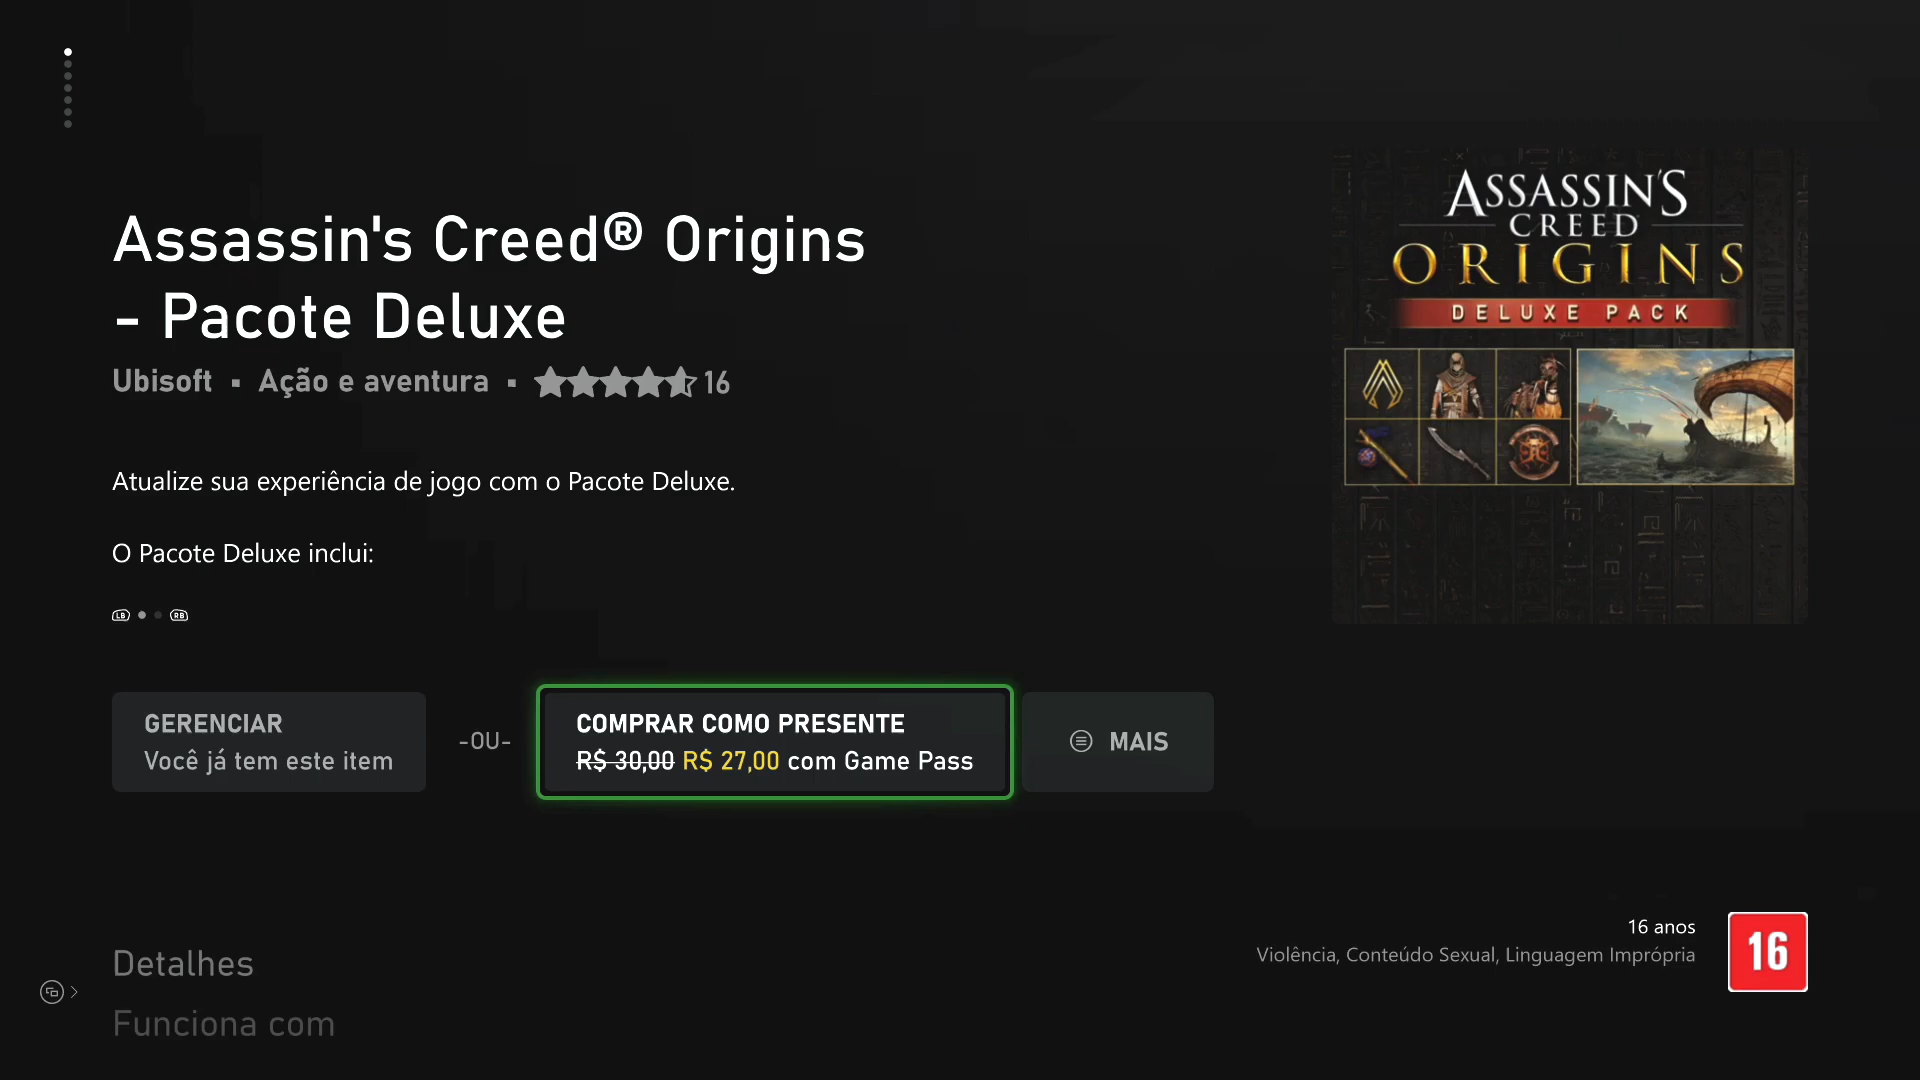 Assassin's Creed® Origins
- Pacote Deluxe
Ubisoft ▪ Ação e aventura ▪ 16
Atualize sua experiência de jogo com o Pacote Deluxe.
O Pacote Deluxe inclui:
LB RB
GERENCIAR
Você já tem este item
-OU-
COMPRAR COMO PRESENTE
R$ 30,00 R$ 27,00 com Game Pass
MAIS
ASSASSIN'S
CREED
ORIGINS
DELUXE PACK
Detalhes
Funciona com
16 anos
Violência, Conteúdo Sexual, Linguagem Imprópria
16